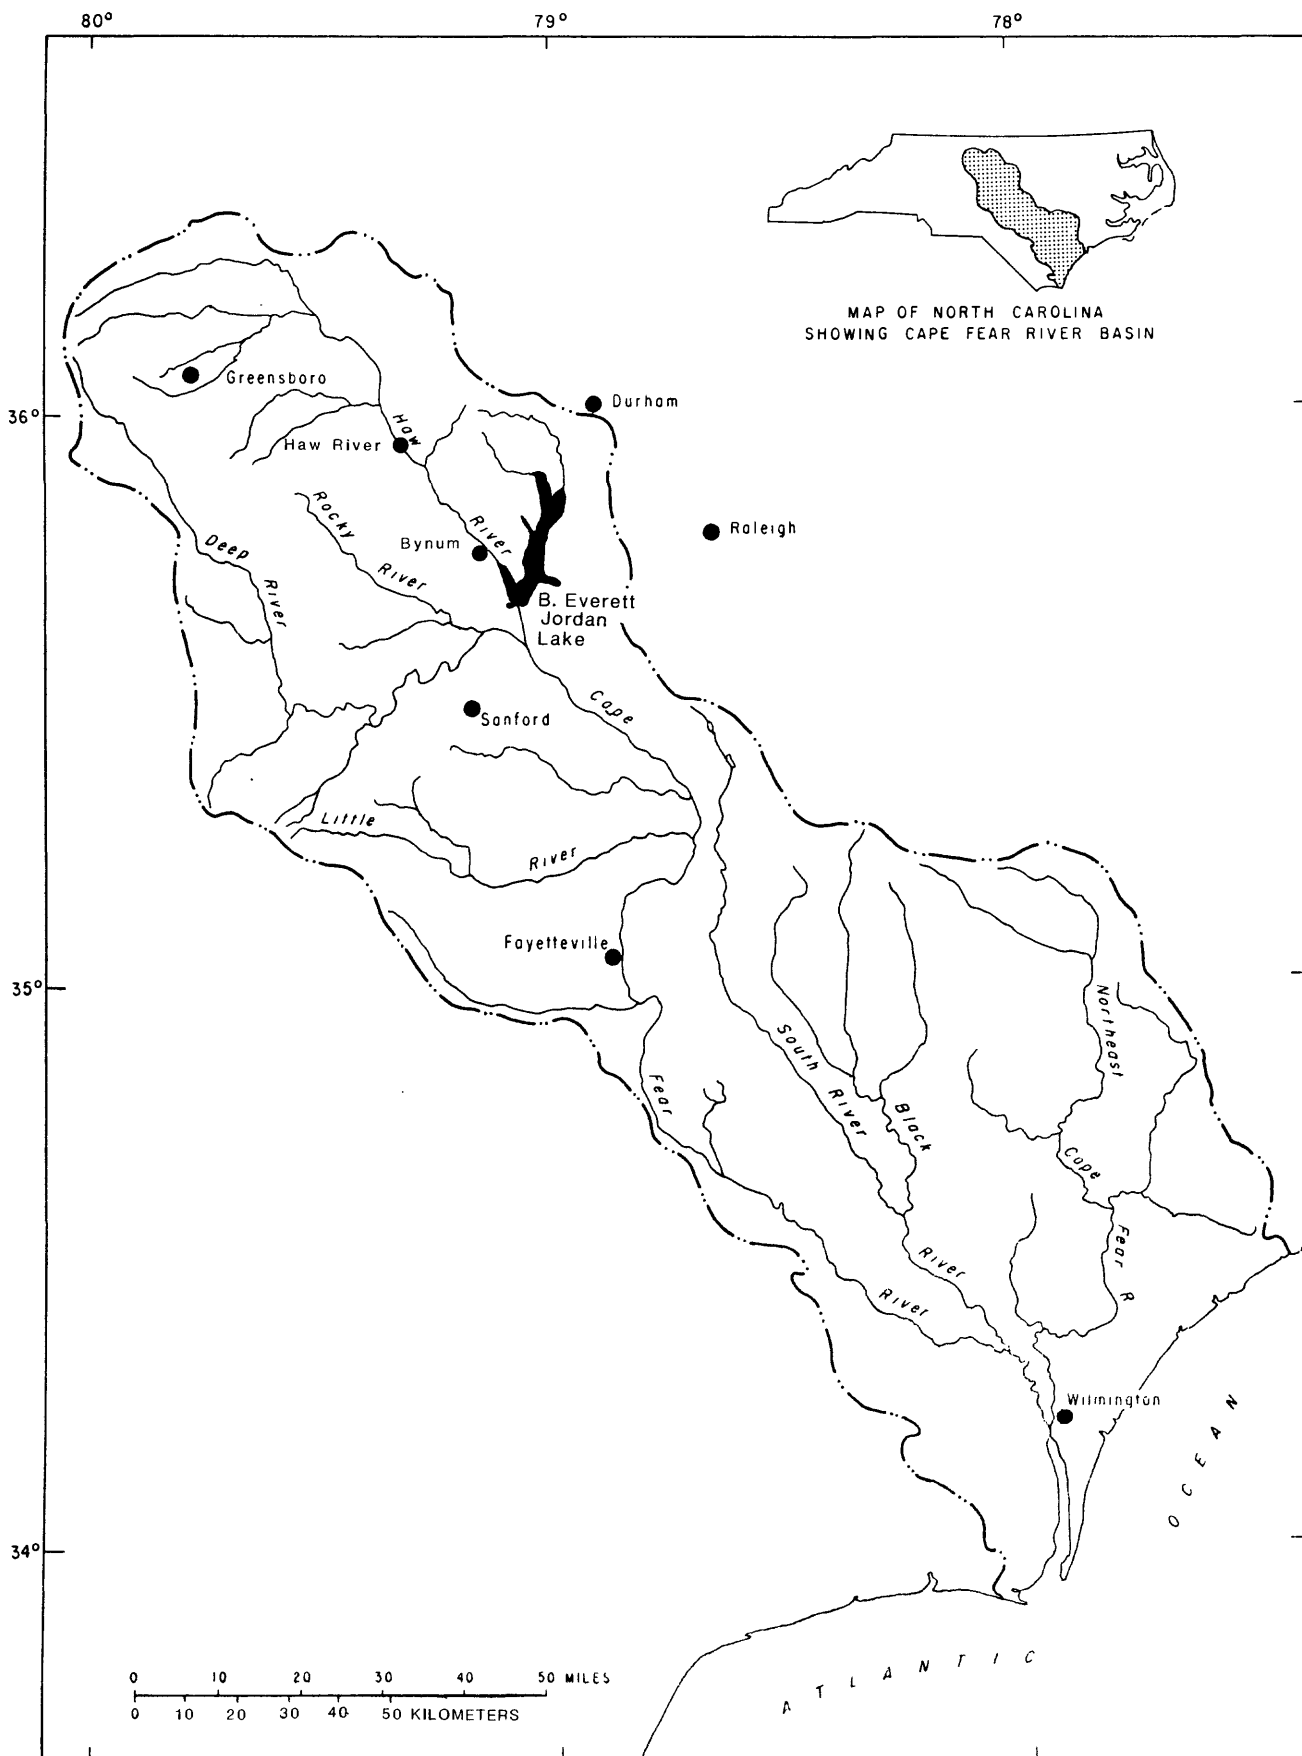 80° 79° 78°
MAP OF NORTH CAROLINA
SHOWING CAPE FEAR RIVER BASIN
Greensboro
Durham
36°
Haw
Haw River
Rocky
River
Raleigh
Bynum
Deep
River
River
B. Everett
Jordan
Lake
Cape
Sanford
Little
River
Fayetteville
35°
Northeast
South River
Fear
Black
Cape
Fear R
River
River
Wilmington
OCEAN
34°
ATLANTIC
0 10 20 30 40 50 MILES
0 10 20 30 40 50 KILOMETERS